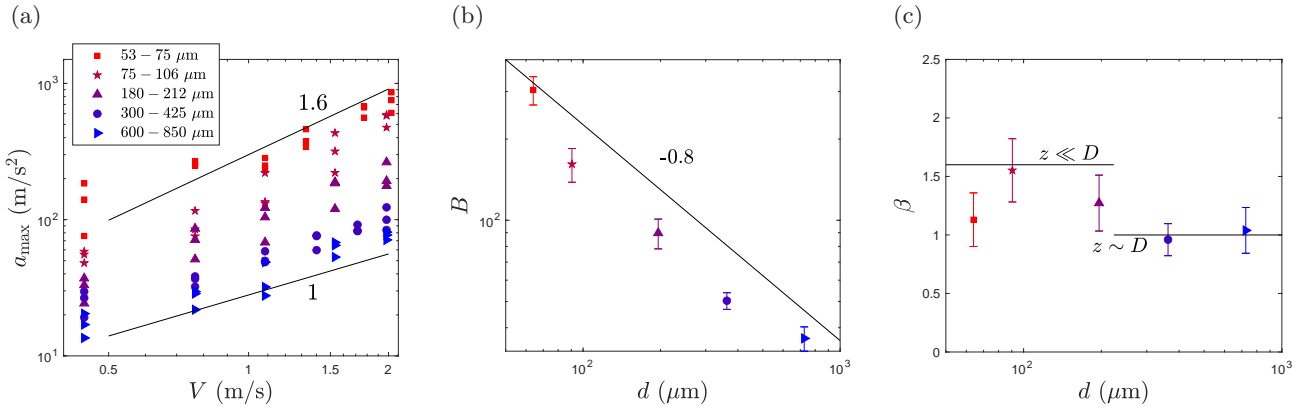 (a)
53 − 75 μm
75 − 106 μm
180 − 212 μm
300 − 425 μm
600 − 850 μm
10³
10²
10¹
a_max (m/s²)
1.6
1
0.5
1
1.5
2
V (m/s)
(b)
B
10²
-0.8
10²
10³
d (μm)
(c)
β
2.5
2
1.5
1
0.5
0
z ≪ D
z ∼ D
10²
10³
d (μm)